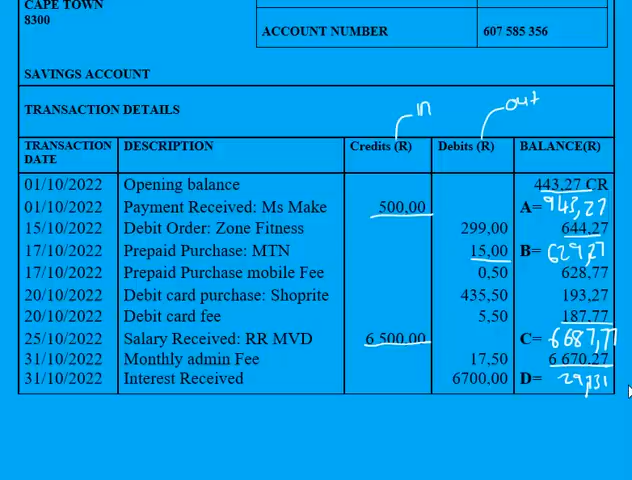 CAPE TOWN
8300
ACCOUNT NUMBER 607 585 356
SAVINGS ACCOUNT
TRANSACTION DETAILS
in out
TRANSACTION DATE DESCRIPTION Credits (R) Debits (R) BALANCE(R)
01/10/2022 Opening balance 443,27 CR
01/10/2022 Payment Received: Ms Make 500,00 A= 943,27
15/10/2022 Debit Order: Zone Fitness 299,00 644,27
17/10/2022 Prepaid Purchase: MTN 15,00 B= 629,27
17/10/2022 Prepaid Purchase mobile Fee 0,50 628,77
20/10/2022 Debit card purchase: Shoprite 435,50 193,27
20/10/2022 Debit card fee 5,50 187,77
25/10/2022 Salary Received: RR MVD 6 500,00 C= 6 687,77
31/10/2022 Monthly admin Fee 17,50 6 670,27
31/10/2022 Interest Received 6700,00 D=